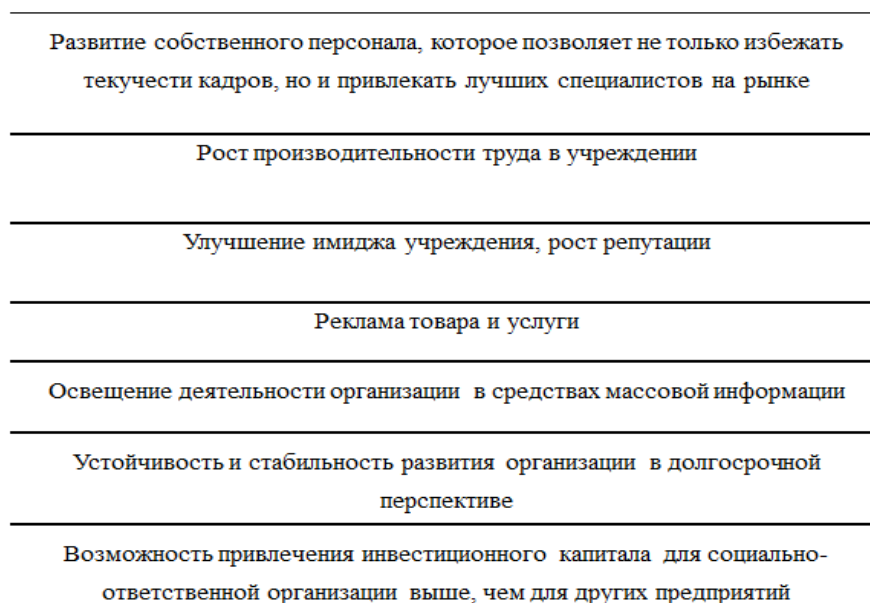 Развитие собственного персонала, которое позволяет не только избежать
текучести кадров, но и привлекать лучших специалистов на рынке
Рост производительности труда в учреждении
Улучшение имиджа учреждения, рост репутации
Реклама товара и услуги
Освещение деятельности организации в средствах массовой информации
Устойчивость и стабильность развития организации в долгосрочной
перспективе
Возможность привлечения инвестиционного капитала для социально-
ответственной организации выше, чем для других предприятий